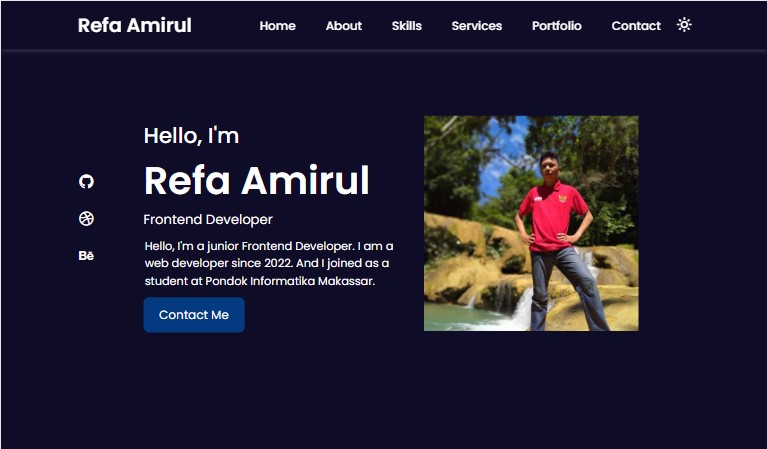 Refa Amirul
Home About Skills Services Portfolio Contact
Hello, I'm
Refa Amirul
Frontend Developer
Hello, I'm a junior Frontend Developer. I am a
web developer since 2022. And I joined as a
student at Pondok Informatika Makassar.
Bē
Contact Me